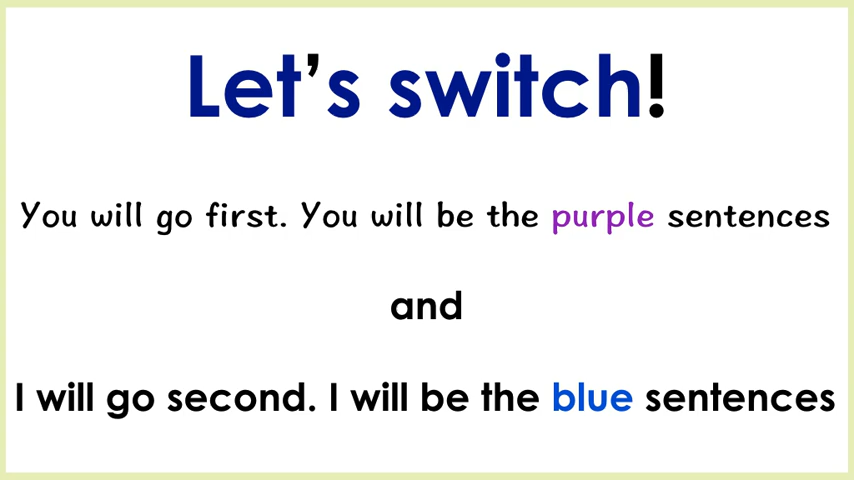 Let’s switch!
You will go first. You will be the purple sentences
and
I will go second. I will be the blue sentences